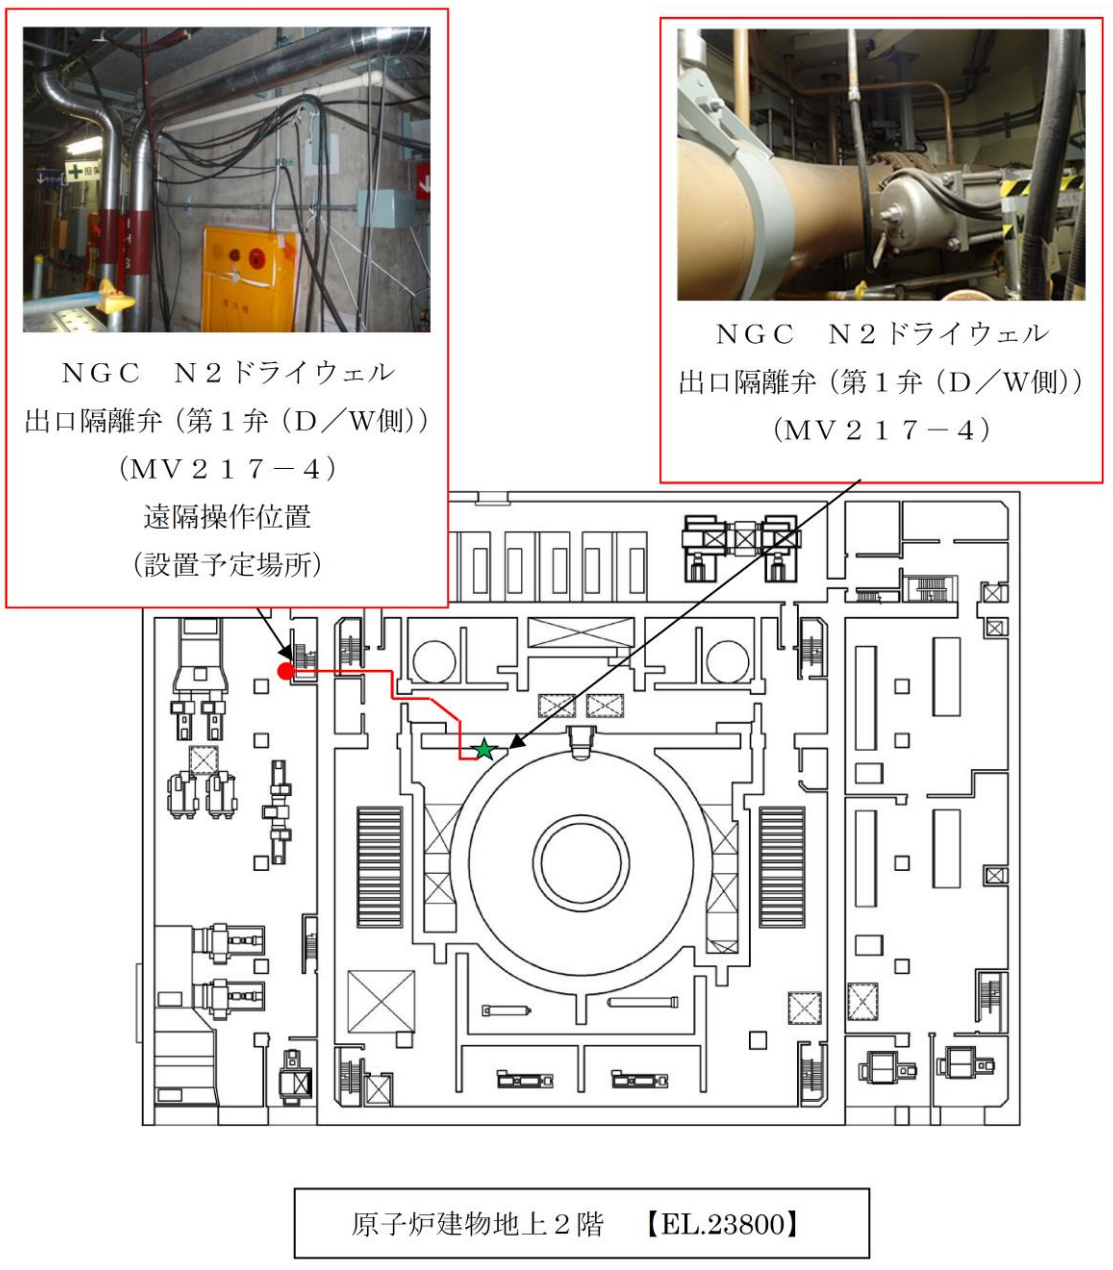 ＮＧＣ　Ｎ２ドライウェル
出口隔離弁（第１弁（Ｄ／Ｗ側））
（ＭＶ２１７－４）
遠隔操作位置
（設置予定場所）
ＮＧＣ　Ｎ２ドライウェル
出口隔離弁（第１弁（Ｄ／Ｗ側））
（ＭＶ２１７－４）
原子炉建物地上２階　【EL.23800】